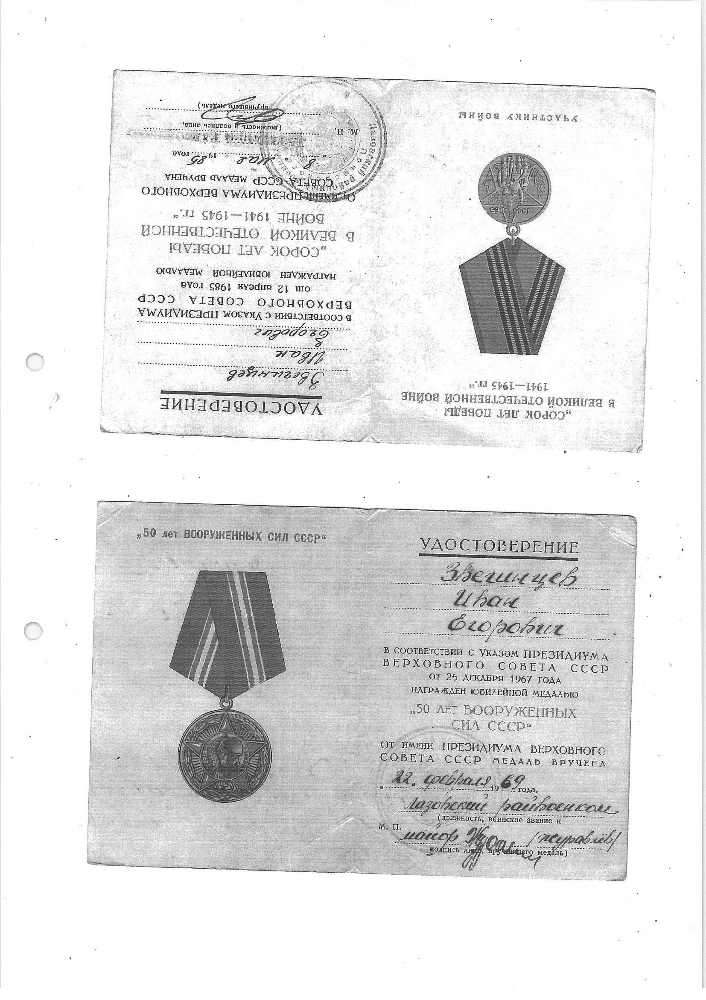 „СОРОК ЛЕТ ПОБЕДЫ
В ВЕЛИКОЙ ОТЕЧЕСТВЕННОЙ ВОЙНЕ
1941—1945 гг.“
1945 1985
УЧАСТНИКУ ВОЙНЫ
УДОСТОВЕРЕНИЕ
Звегинцев
Иван
Егорович
В СООТВЕТСТВИИ С УКАЗОМ ПРЕЗИДИУМА
ВЕРХОВНОГО СОВЕТА СССР
от 12 апреля 1985 года
НАГРАЖДЕН ЮБИЛЕЙНОЙ МЕДАЛЬЮ
„СОРОК ЛЕТ ПОБЕДЫ
В ВЕЛИКОЙ ОТЕЧЕСТВЕННОЙ
ВОЙНЕ 1941—1945 гг.“
ОТ ИМЕНИ ПРЕЗИДИУМА ВЕРХОВНОГО
СОВЕТА СССР МЕДАЛЬ ВРУЧЕНА
„ 8 “ мая 1985 года
М. П.
(должность и подпись лица,
вручившего медаль)
Лазовский районный
„50 лет ВООРУЖЕННЫХ СИЛ СССР“
1918
УДОСТОВЕРЕНИЕ
Звегинцев
Иван
Егорович
В СООТВЕТСТВИИ С УКАЗОМ ПРЕЗИДИУМА
ВЕРХОВНОГО СОВЕТА СССР
ОТ 26 ДЕКАБРЯ 1967 ГОДА
НАГРАЖДЕН ЮБИЛЕЙНОЙ МЕДАЛЬЮ
„50 ЛЕТ ВООРУЖЕННЫХ
СИЛ СССР“
ОТ ИМЕНИ ПРЕЗИДИУМА ВЕРХОВНОГО
СОВЕТА СССР МЕДАЛЬ ВРУЧЕНА
„22“ февраля 1969 года.
Лазовский райвоенком
(должность, воинское звание и
М. П.
майор /Журавлёв/
подпись лица, вручившего медаль)